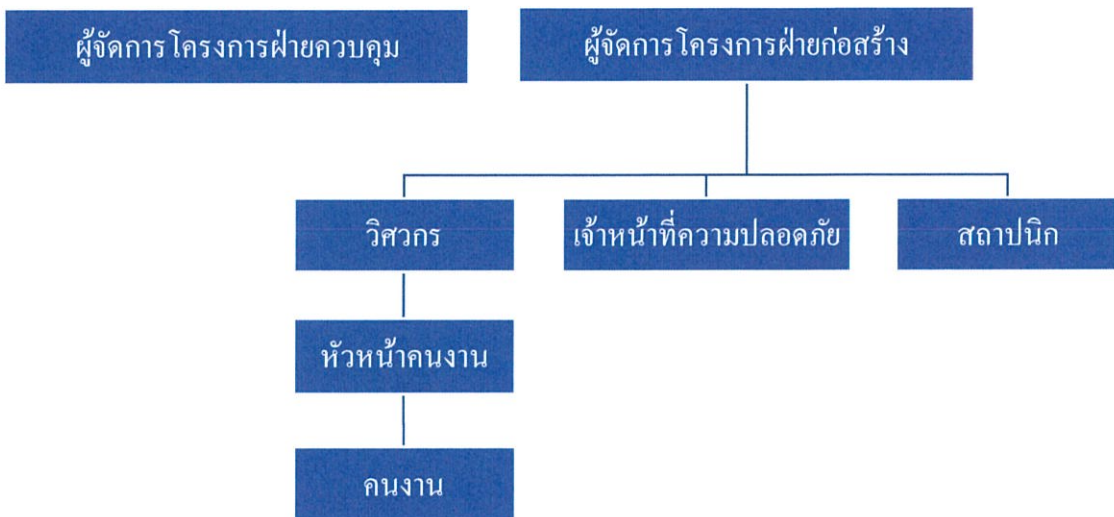 ผู้จัดการโครงการฝ่ายควบคุม
ผู้จัดการโครงการฝ่ายก่อสร้าง
วิศวกร
เจ้าหน้าที่ความปลอดภัย
สถาปนิก
หัวหน้าคนงาน
คนงาน